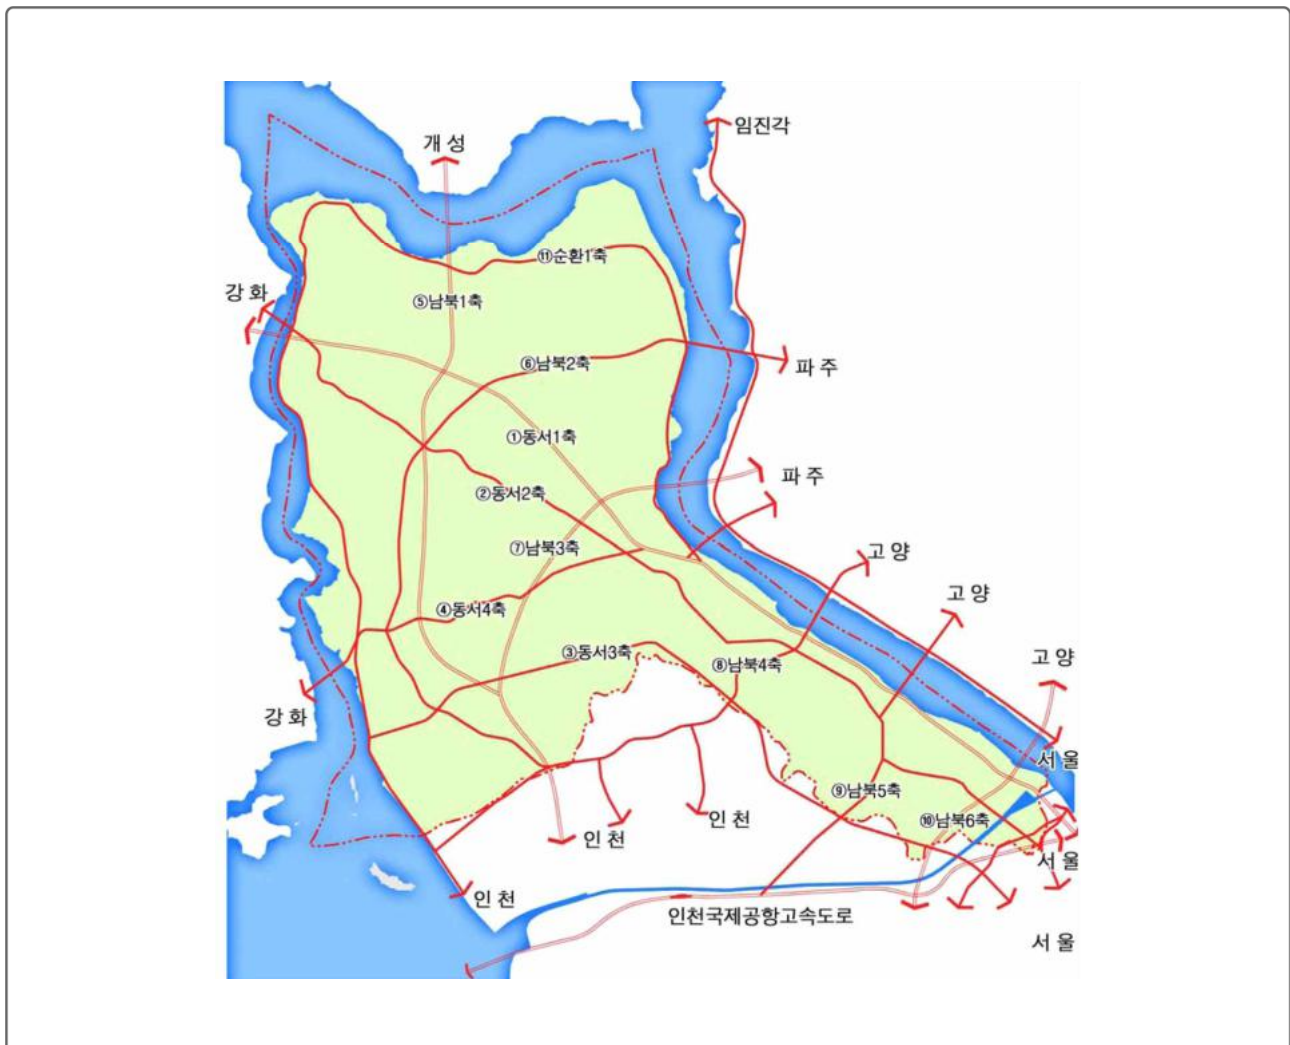 임진각
개 성
⑪순환1축
강 화
⑤남북1축
⑥남북2축
파 주
①동서1축
파 주
②동서2축
⑦남북3축
고 양
고 양
④동서4축
③동서3축
⑧남북4축
고 양
강 화
서 울
⑨남북5축
인 천
⑩남북6축
인 천
서 울
인 천
인천국제공항고속도로
서 울